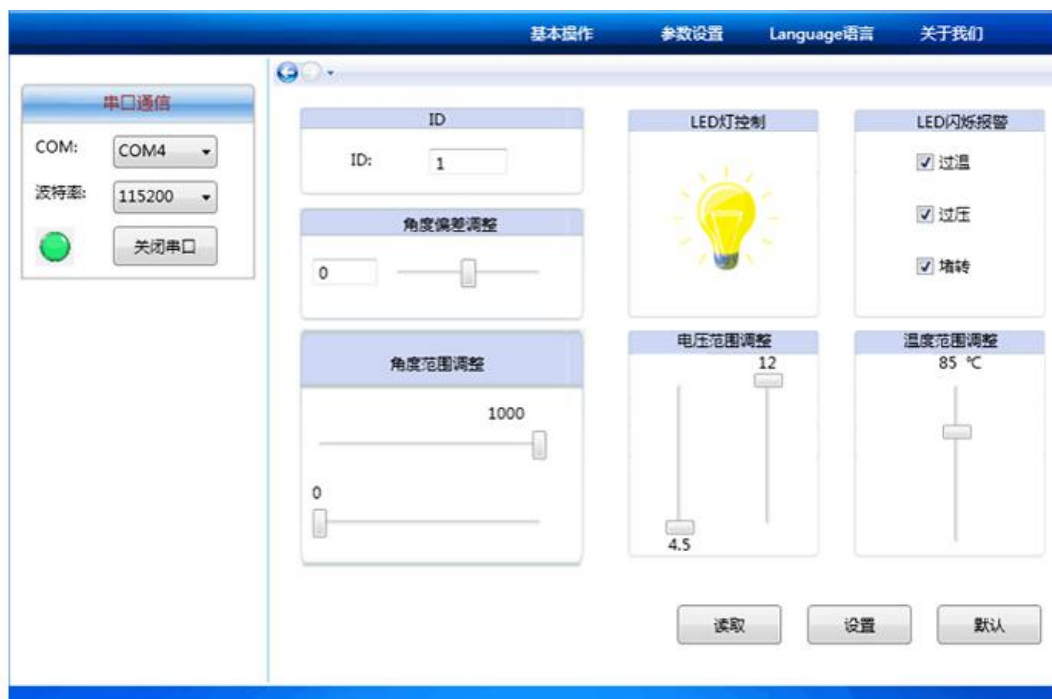 基本操作 参数设置 Language语言 关于我们
串口通信
COM: COM4
波特率: 115200
关闭串口
ID
ID: 1
角度偏差调整
0
角度范围调整
1000
0
LED灯控制
LED闪烁报警
过温
过压
堵转
电压范围调整
12
4.5
温度范围调整
85 ℃
读取 设置 默认